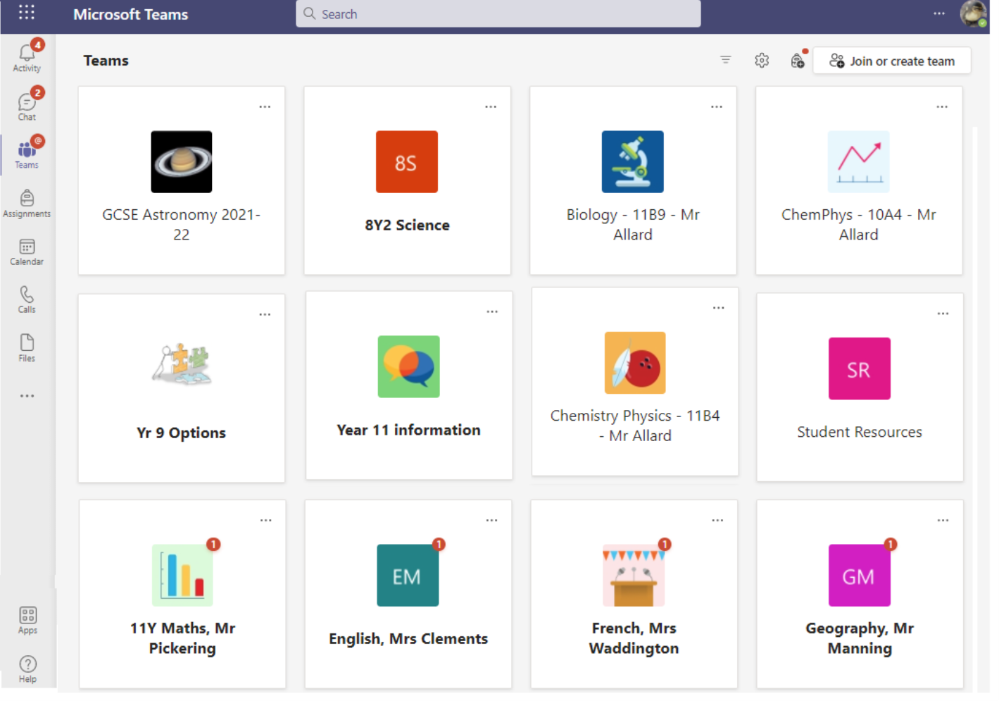 Microsoft Teams
Search
...
4
Activity
2
Chat
@
Teams
Assignments
Calendar
Calls
Files
...
Apps
Help
Teams
Join or create team
...
GCSE Astronomy 2021-
22
...
8S
8Y2 Science
...
Biology - 11B9 - Mr
Allard
...
ChemPhys - 10A4 - Mr
Allard
...
Yr 9 Options
...
Year 11 information
...
Chemistry Physics - 11B4
- Mr Allard
...
SR
Student Resources
...
1
11Y Maths, Mr
Pickering
...
1
EM
English, Mrs Clements
...
1
French, Mrs
Waddington
...
1
GM
Geography, Mr
Manning